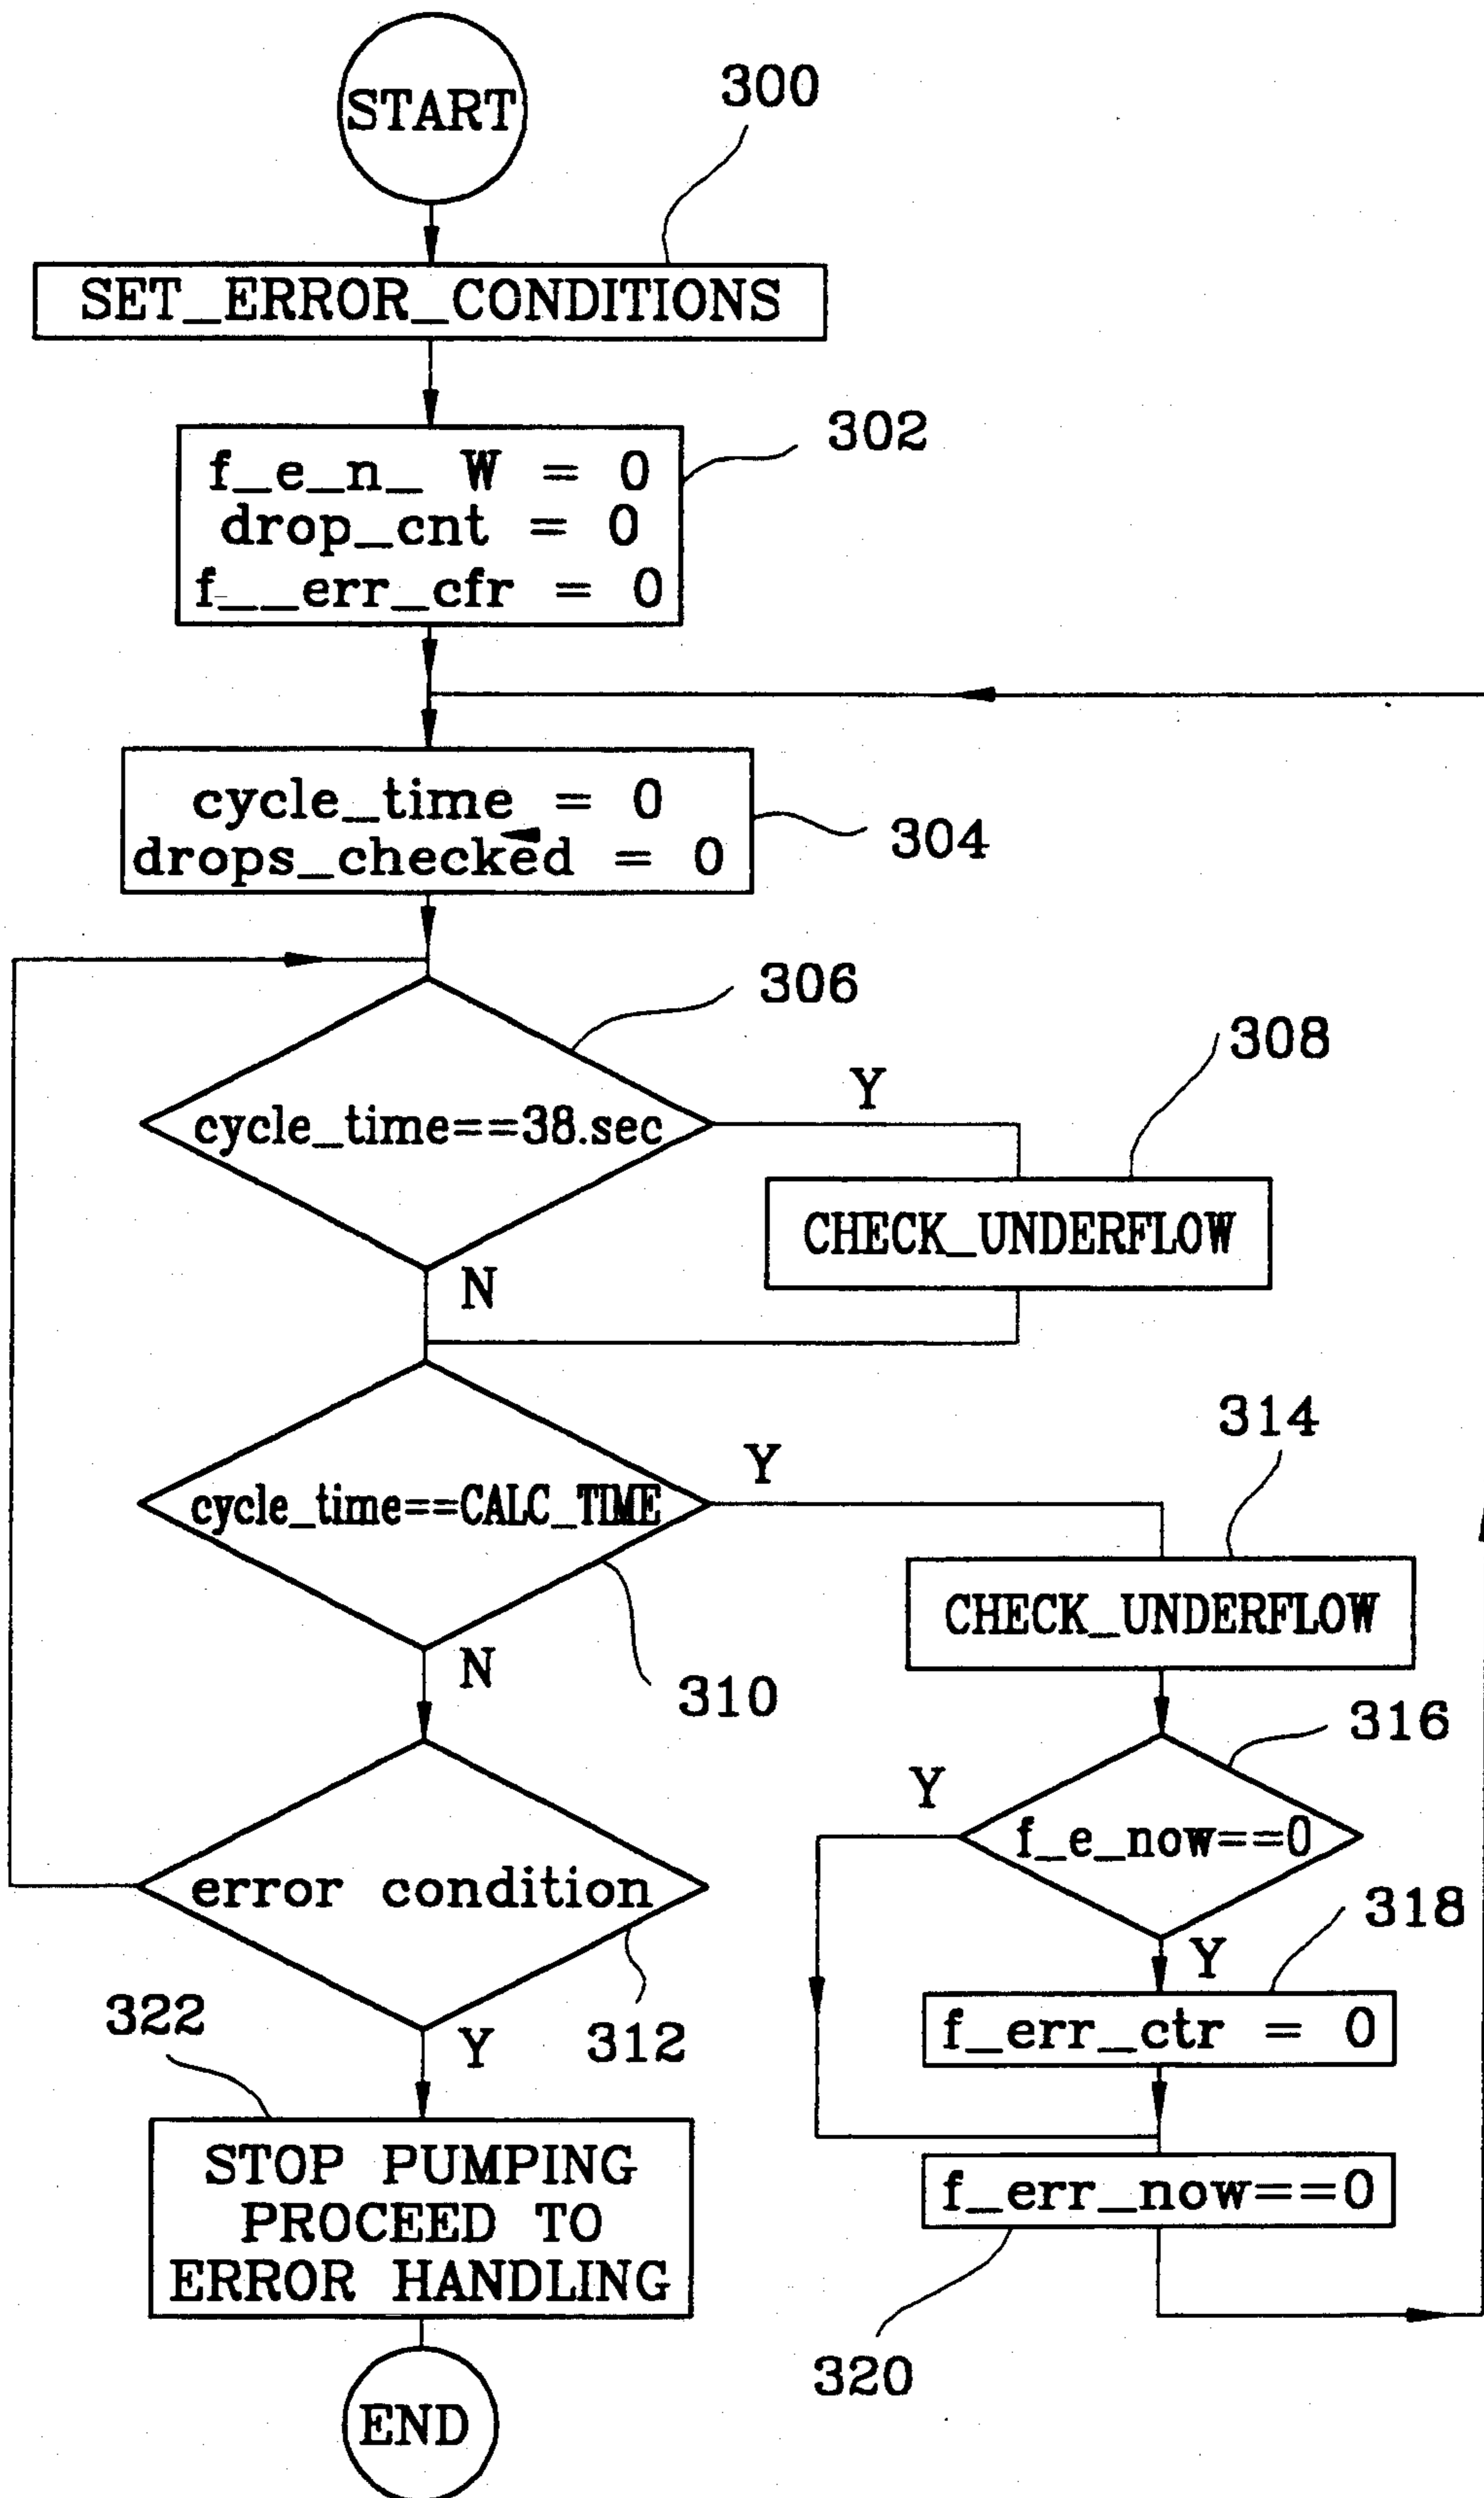 START
300
SET_ERROR_CONDITIONS
302
f_e_n_ W = 0
drop_cnt = 0
f__err_cfr = 0
cycle_time = 0
drops_checked = 0
304
306
308
Y
cycle_time==38.sec
CHECK_UNDERFLOW
N
314
Y
cycle_time==CALC_TIME
CHECK_UNDERFLOW
N
310
316
Y
f_e_now==0
error condition
318
Y
322
312
Y
f_err_ctr = 0
STOP PUMPING
PROCEED TO
ERROR HANDLING
f_err_now==0
320
END